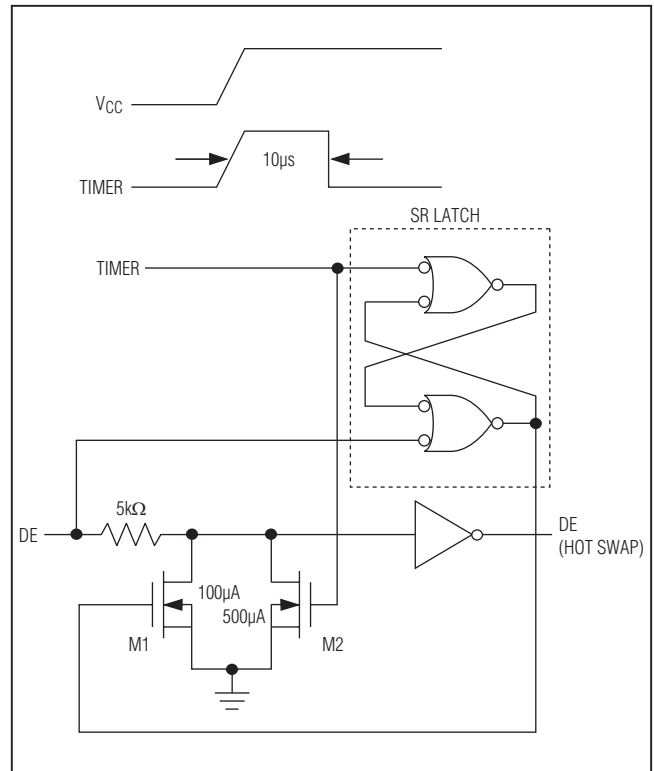 VCC
10µs
TIMER
SR LATCH
TIMER
5kΩ
DE
DE
(HOT SWAP)
100µA
500µA
M1
M2